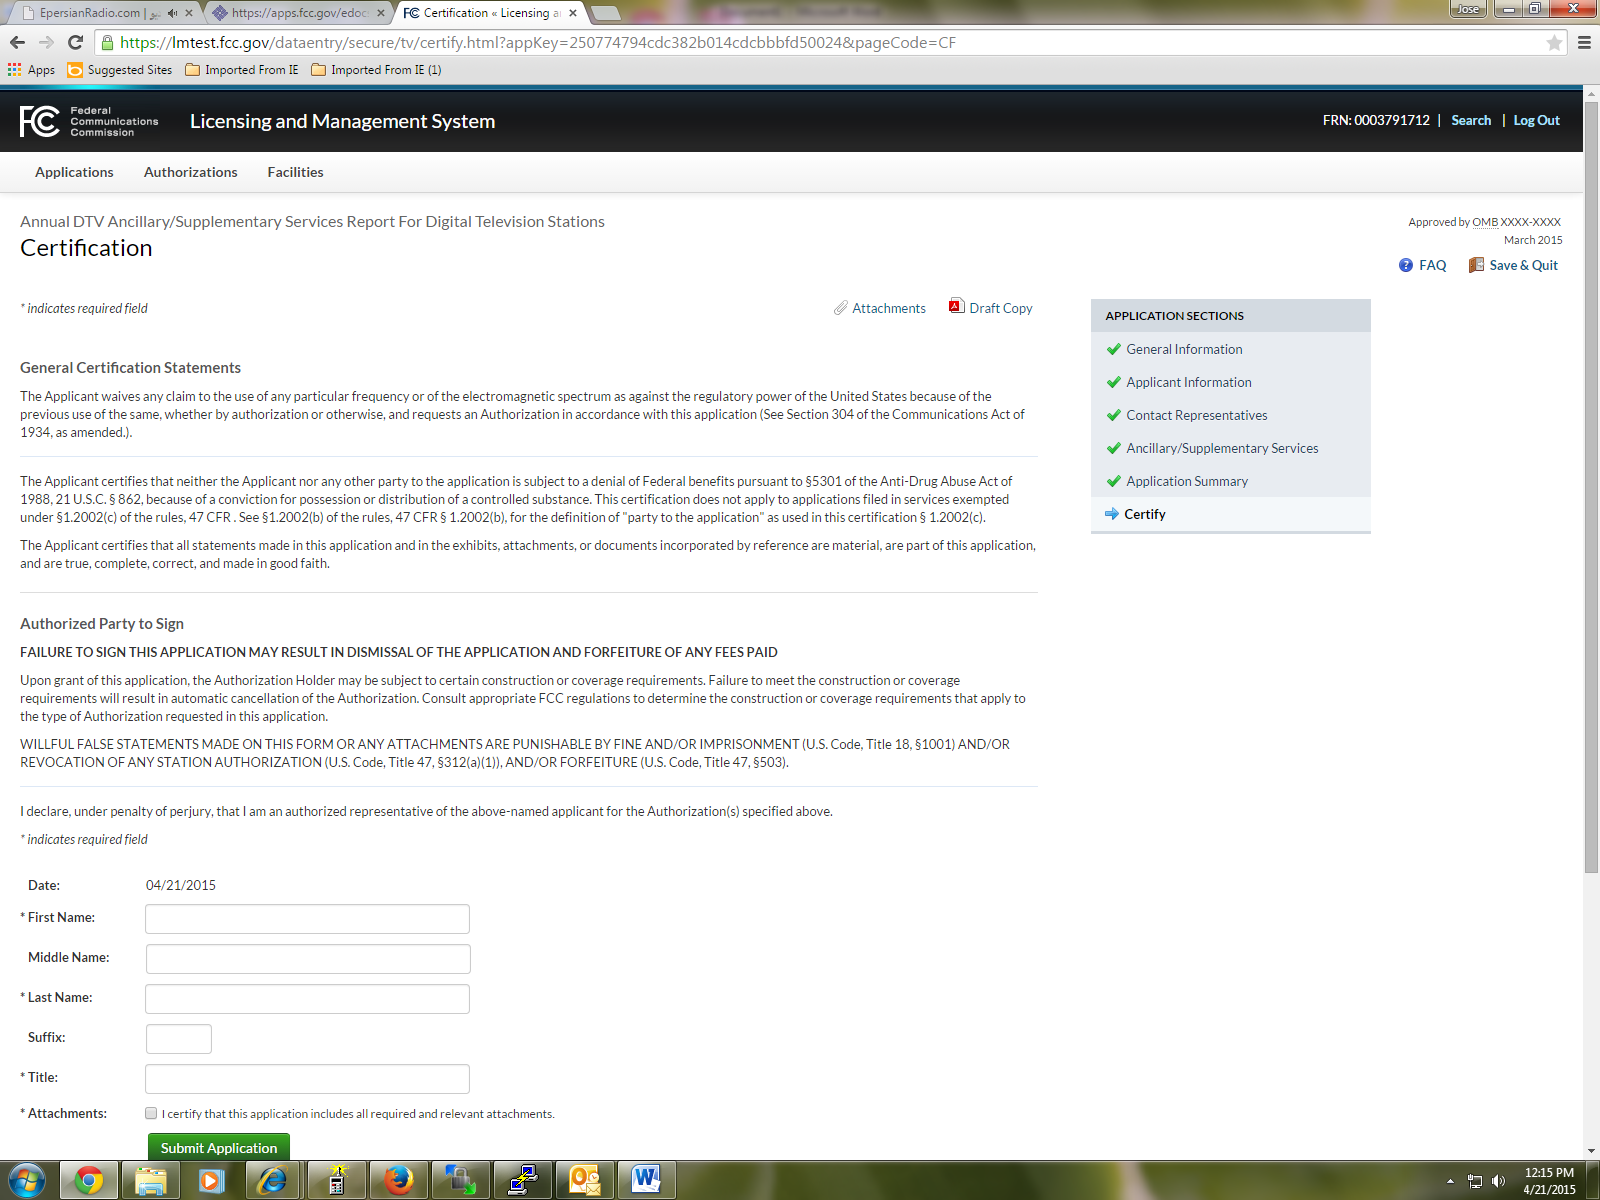 EpersianRadio.com |
https://apps.fcc.gov/edoc
Certification « Licensing a
Jose
https://lmtest.fcc.gov/dataentry/secure/tv/certify.html?appKey=250774794cdc382b014cdcbbbfd50024&pageCode=CF
Apps
Suggested Sites
Imported From IE
Imported From IE (1)
FCC Federal Communications Commission
Licensing and Management System
FRN: 0003791712 | Search | Log Out
Applications
Authorizations
Facilities
Annual DTV Ancillary/Supplementary Services Report For Digital Television Stations
Certification
Approved by OMB XXXX-XXXX
March 2015
FAQ
Save & Quit
* indicates required field
Attachments
Draft Copy
APPLICATION SECTIONS
General Information
Applicant Information
Contact Representatives
Ancillary/Supplementary Services
Application Summary
Certify
General Certification Statements
The Applicant waives any claim to the use of any particular frequency or of the electromagnetic spectrum as against the regulatory power of the United States because of the
previous use of the same, whether by authorization or otherwise, and requests an Authorization in accordance with this application (See Section 304 of the Communications Act of
1934, as amended.).
The Applicant certifies that neither the Applicant nor any other party to the application is subject to a denial of Federal benefits pursuant to §5301 of the Anti-Drug Abuse Act of
1988, 21 U.S.C. § 862, because of a conviction for possession or distribution of a controlled substance. This certification does not apply to applications filed in services exempted
under §1.2002(c) of the rules, 47 CFR . See §1.2002(b) of the rules, 47 CFR § 1.2002(b), for the definition of "party to the application" as used in this certification § 1.2002(c).
The Applicant certifies that all statements made in this application and in the exhibits, attachments, or documents incorporated by reference are material, are part of this application,
and are true, complete, correct, and made in good faith.
Authorized Party to Sign
FAILURE TO SIGN THIS APPLICATION MAY RESULT IN DISMISSAL OF THE APPLICATION AND FORFEITURE OF ANY FEES PAID
Upon grant of this application, the Authorization Holder may be subject to certain construction or coverage requirements. Failure to meet the construction or coverage
requirements will result in automatic cancellation of the Authorization. Consult appropriate FCC regulations to determine the construction or coverage requirements that apply to
the type of Authorization requested in this application.
WILLFUL FALSE STATEMENTS MADE ON THIS FORM OR ANY ATTACHMENTS ARE PUNISHABLE BY FINE AND/OR IMPRISONMENT (U.S. Code, Title 18, §1001) AND/OR
REVOCATION OF ANY STATION AUTHORIZATION (U.S. Code, Title 47, §312(a)(1)), AND/OR FORFEITURE (U.S. Code, Title 47, §503).
I declare, under penalty of perjury, that I am an authorized representative of the above-named applicant for the Authorization(s) specified above.
* indicates required field
Date: 04/21/2015
* First Name:
Middle Name:
* Last Name:
Suffix:
* Title:
* Attachments: I certify that this application includes all required and relevant attachments.
Submit Application
12:15 PM
4/21/2015